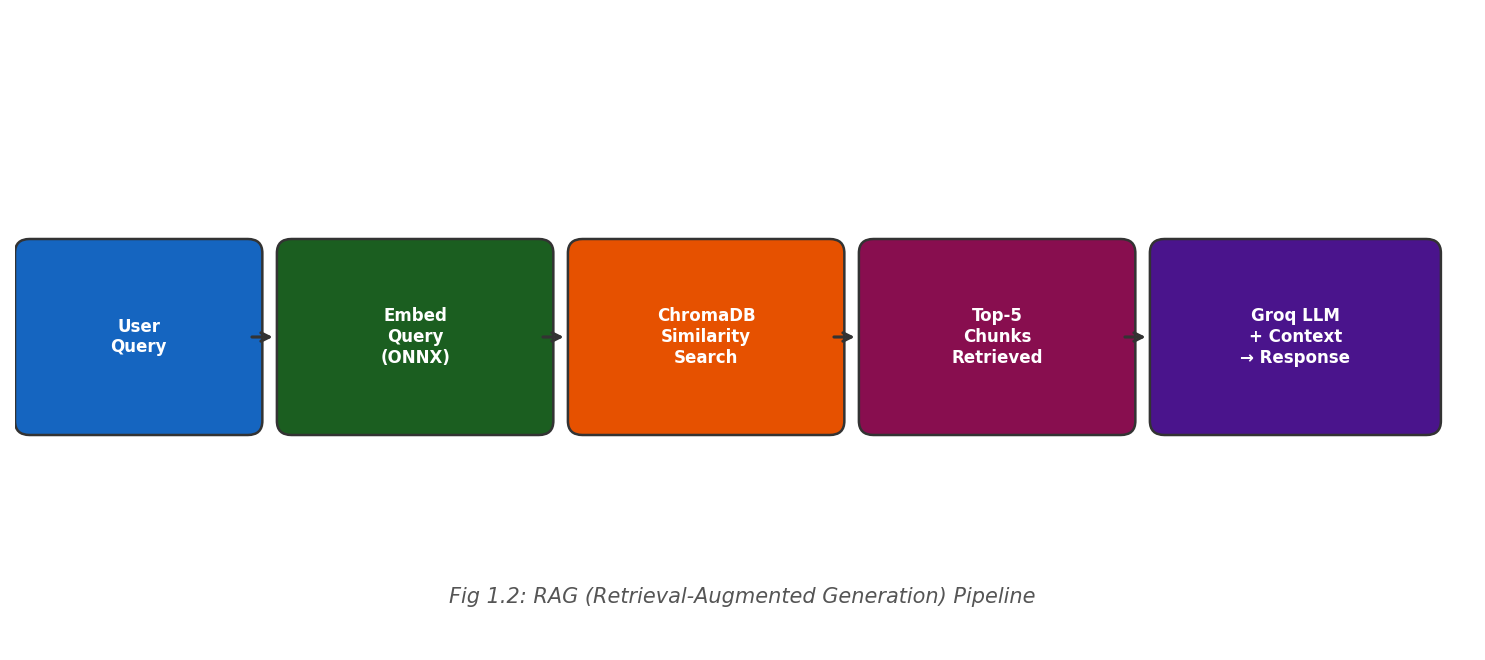 User
Query
Embed
Query
(ONNX)
ChromaDB
Similarity
Search
Top-5
Chunks
Retrieved
Groq LLM
+ Context
→ Response
Fig 1.2: RAG (Retrieval-Augmented Generation) Pipeline